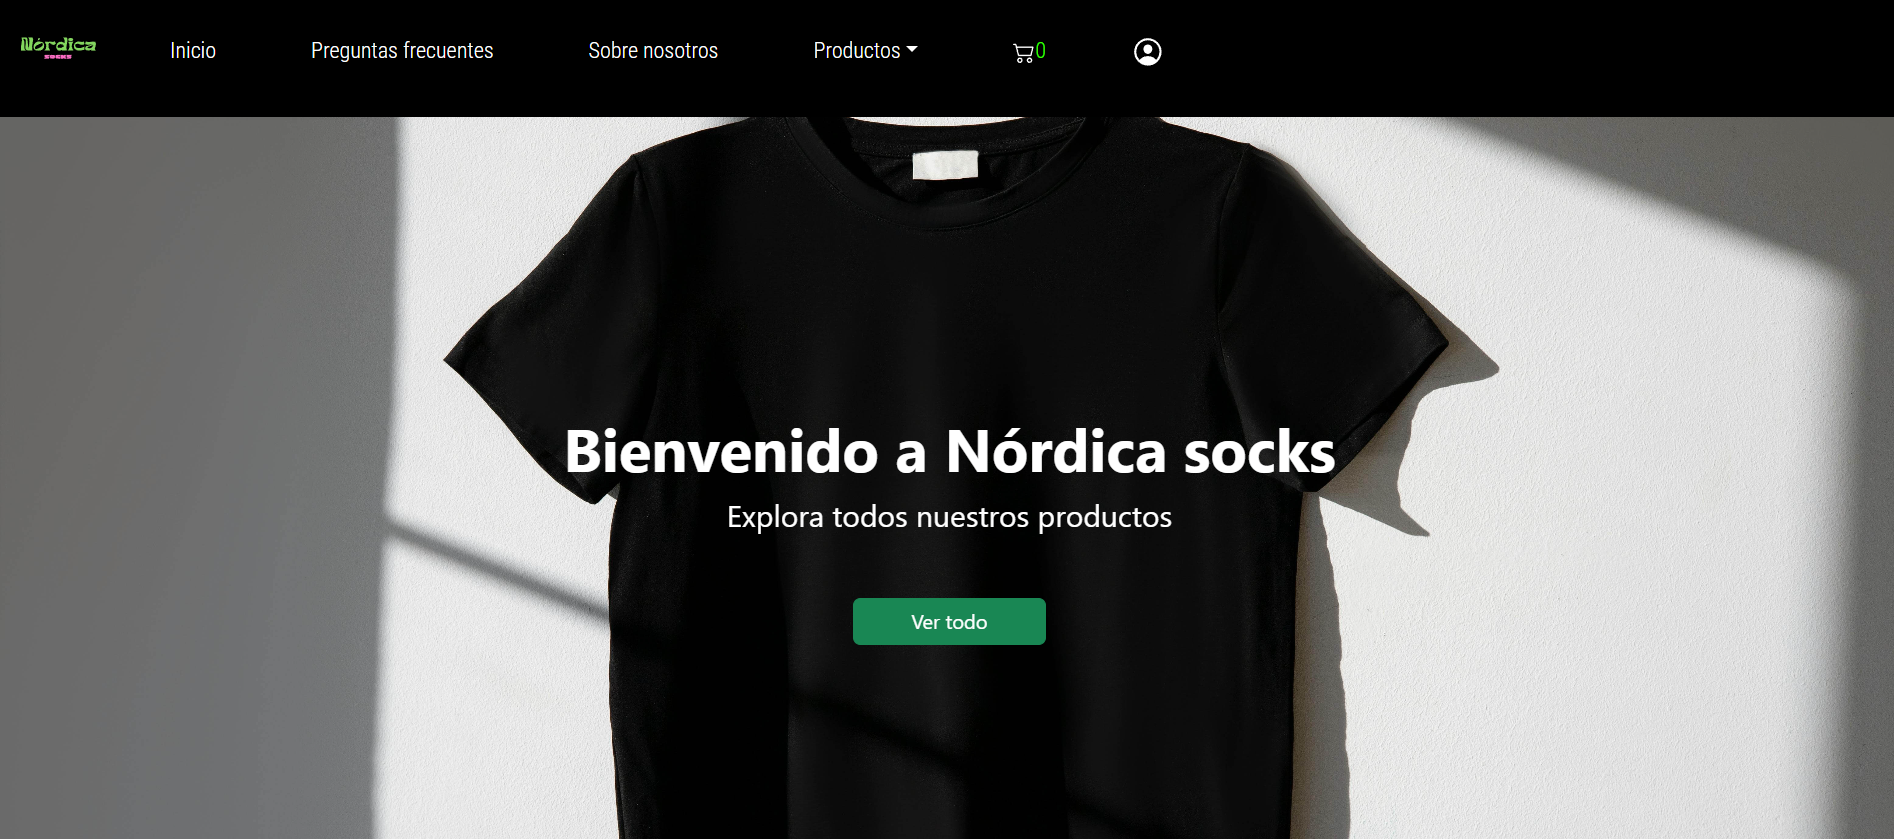 Nórdica
SOCKS
Inicio
Preguntas frecuentes
Sobre nosotros
Productos
0
Bienvenido a Nórdica socks
Explora todos nuestros productos
Ver todo